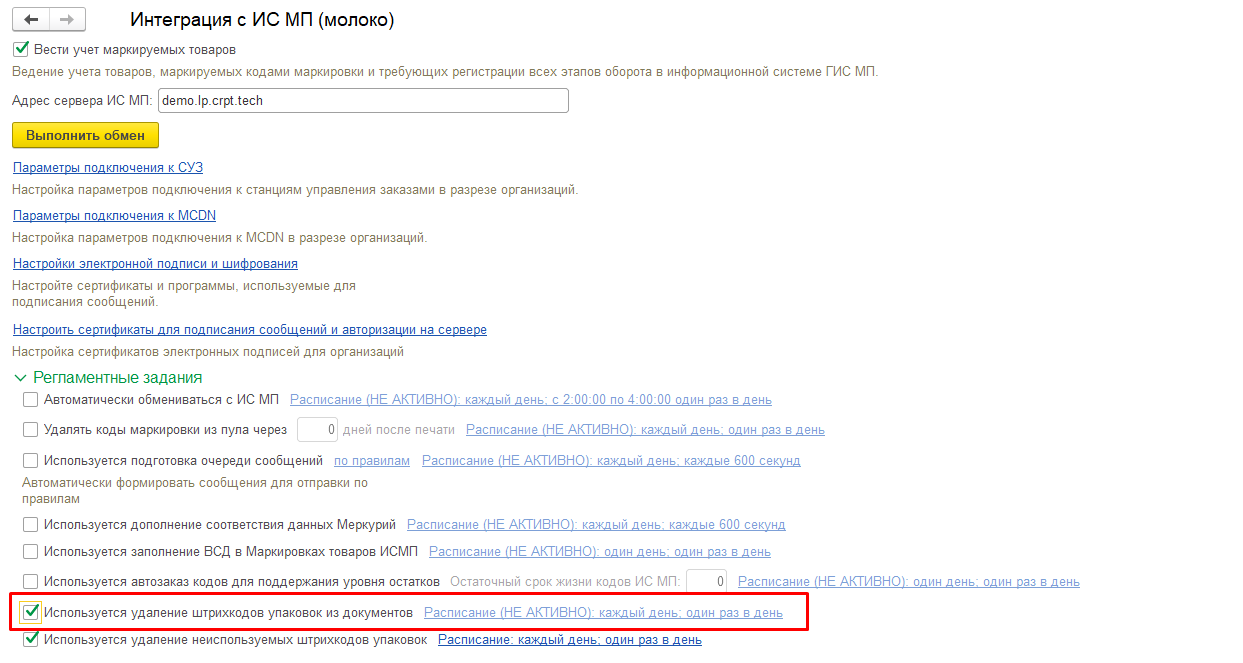 Интеграция с ИС МП (молоко)
Вести учет маркируемых товаров
Ведение учета товаров, маркируемых кодами маркировки и требующих регистрации всех этапов оборота в информационной системе ГИС МП.
Адрес сервера ИС МП: demo.lp.crpt.tech
Выполнить обмен
Параметры подключения к СУЗ
Настройка параметров подключения к станциям управления заказами в разрезе организаций.
Параметры подключения к MCDN
Настройка параметров подключения к MCDN в разрезе организаций.
Настройки электронной подписи и шифрования
Настройте сертификаты и программы, используемые для
подписания сообщений.
Настроить сертификаты для подписания сообщений и авторизации на сервере
Настройка сертификатов электронных подписей для организаций
Регламентные задания
Автоматически обмениваться с ИС МП Расписание (НЕ АКТИВНО): каждый день; с 2:00:00 по 4:00:00 один раз в день
Удалять коды маркировки из пула через 0 дней после печати Расписание (НЕ АКТИВНО): каждый день; один раз в день
Используется подготовка очереди сообщений по правилам Расписание (НЕ АКТИВНО): каждый день; каждые 600 секунд
Автоматически формировать сообщения для отправки по
правилам
Используется дополнение соответствия данных Меркурий Расписание (НЕ АКТИВНО): каждый день; каждые 600 секунд
Используется заполнение ВСД в Маркировках товаров ИСМП Расписание (НЕ АКТИВНО): один день; один раз в день
Используется автозаказ кодов для поддержания уровня остатков Остаточный срок жизни кодов ИС МП: 0 Расписание (НЕ АКТИВНО): один день; один раз в день
Используется удаление штрихкодов упаковок из документов Расписание (НЕ АКТИВНО): каждый день; один раз в день
Используется удаление неиспользуемых штрихкодов упаковок Расписание: каждый день; один раз в день